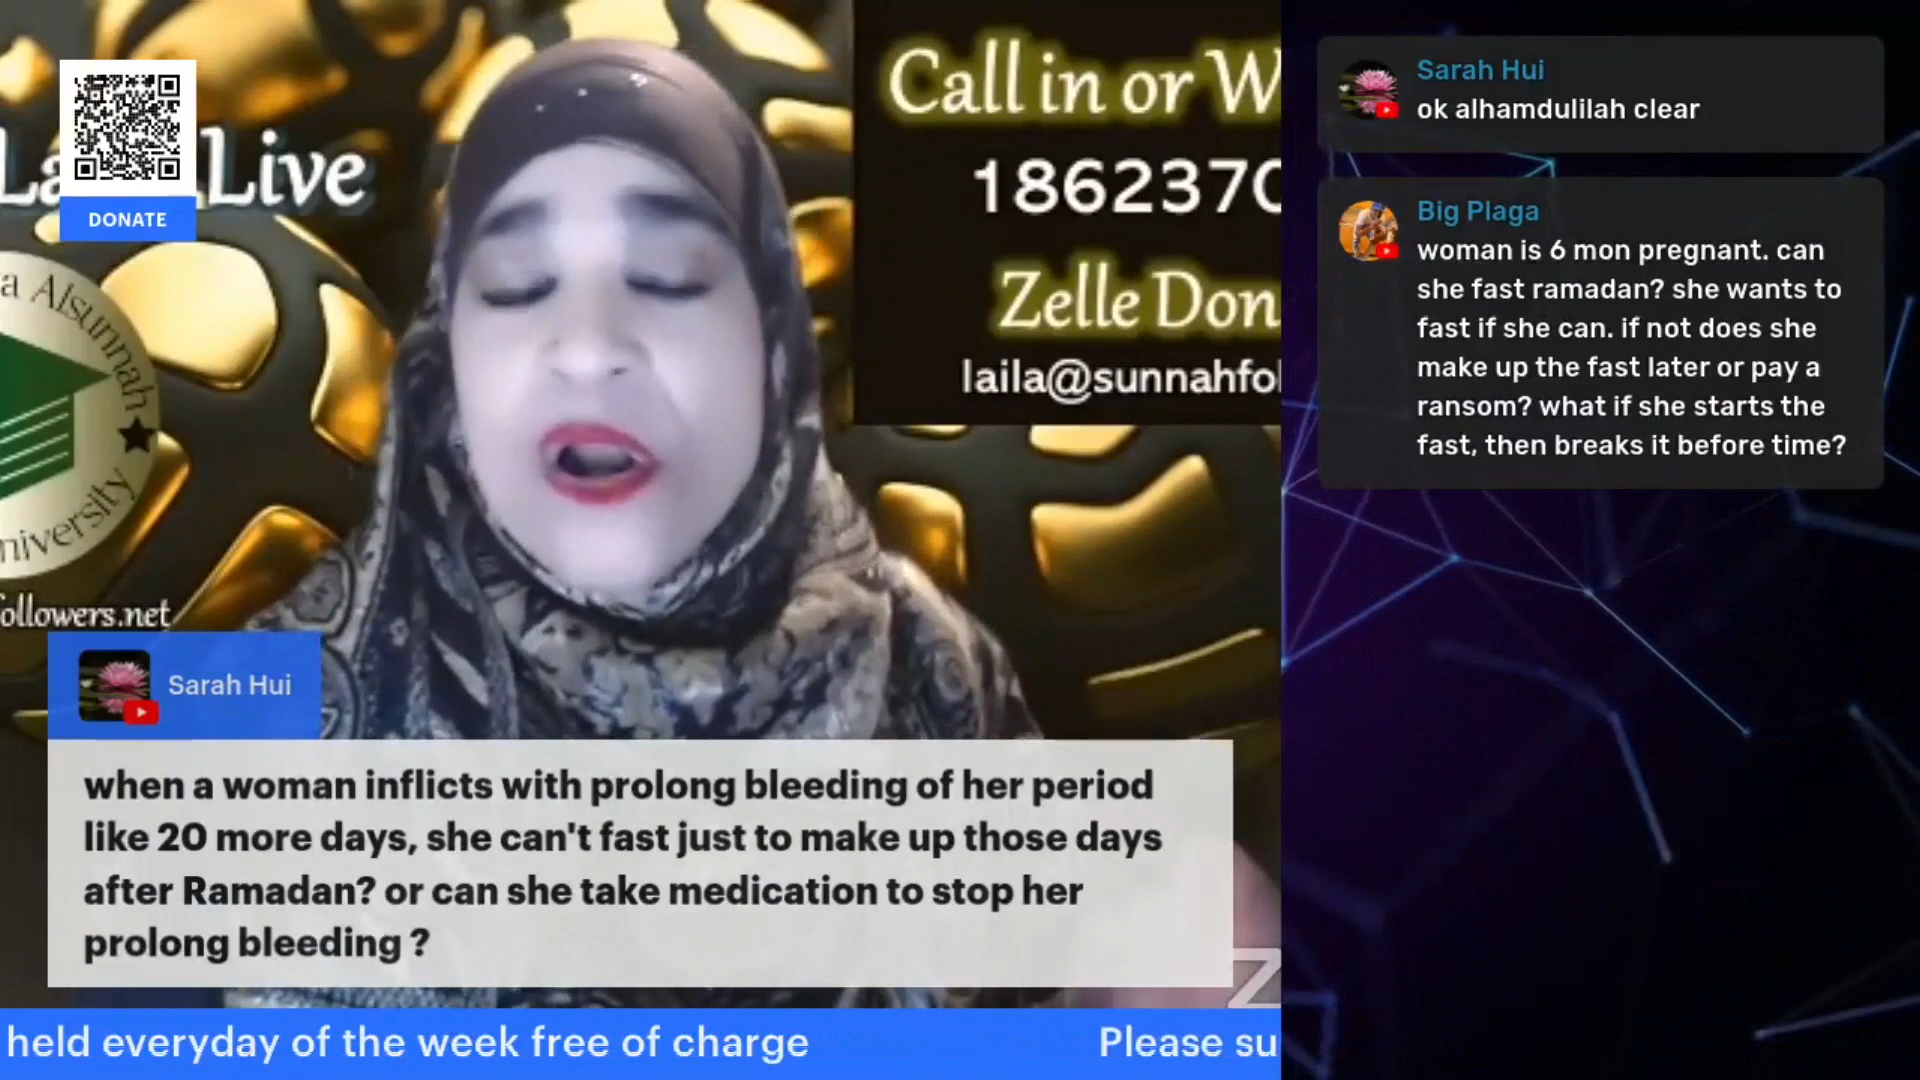 La Live
DONATE
a Alsunnah
niversity
ollowers.net
Call in or W
1862370
Zelle Don
laila@sunnahfol
Sarah Hui
when a woman inflicts with prolong bleeding of her period
like 20 more days, she can't fast just to make up those days
after Ramadan? or can she take medication to stop her
prolong bleeding ?
Z
held everyday of the week free of charge
Please su
Sarah Hui
ok alhamdulilah clear
Big Plaga
woman is 6 mon pregnant. can
she fast ramadan? she wants to
fast if she can. if not does she
make up the fast later or pay a
ransom? what if she starts the
fast, then breaks it before time?